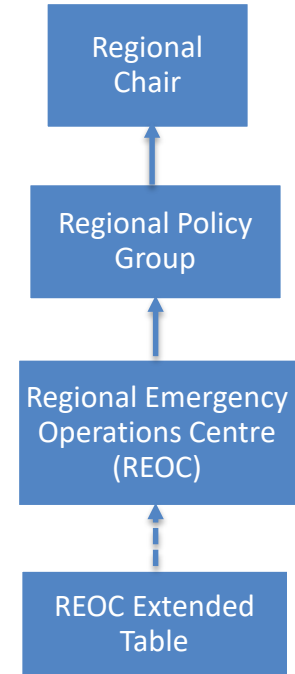 Regional
Chair
Regional Policy
Group
Regional Emergency
Operations Centre
(REOC)
REOC Extended
Table